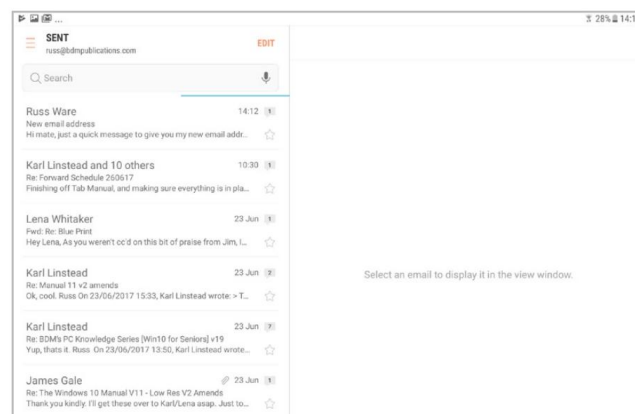 28% 14:1
SENT
russ@bdmpublications.com
EDIT
Search
Russ Ware 14:12 1
New email address
Hi mate, just a quick message to give you my new email addr...
Karl Linstead and 10 others 10:30 1
Re: Forward Schedule 260617
Finishing off Tab Manual, and making sure everything is in pla...
Lena Whitaker 23 Jun 1
Fwd: Re: Blue Print
Hey Lena, As you weren't cc'd on this bit of praise from Jim, I...
Karl Linstead 23 Jun 2
Re: Manual 11 v2 amends
Ok, cool. Russ On 23/06/2017 15:33, Karl Linstead wrote: > T...
Select an email to display it in the view window.
Karl Linstead 23 Jun 7
Re: BDM's PC Knowledge Series [Win10 for Seniors] v19
Yup, thats it. Russ On 23/06/2017 13:50, Karl Linstead wrote...
James Gale 23 Jun 1
Re: The Windows 10 Manual V11 - Low Res V2 Amends
Thank you kindly. I'll get these over to Karl/Lena asap. Just to...